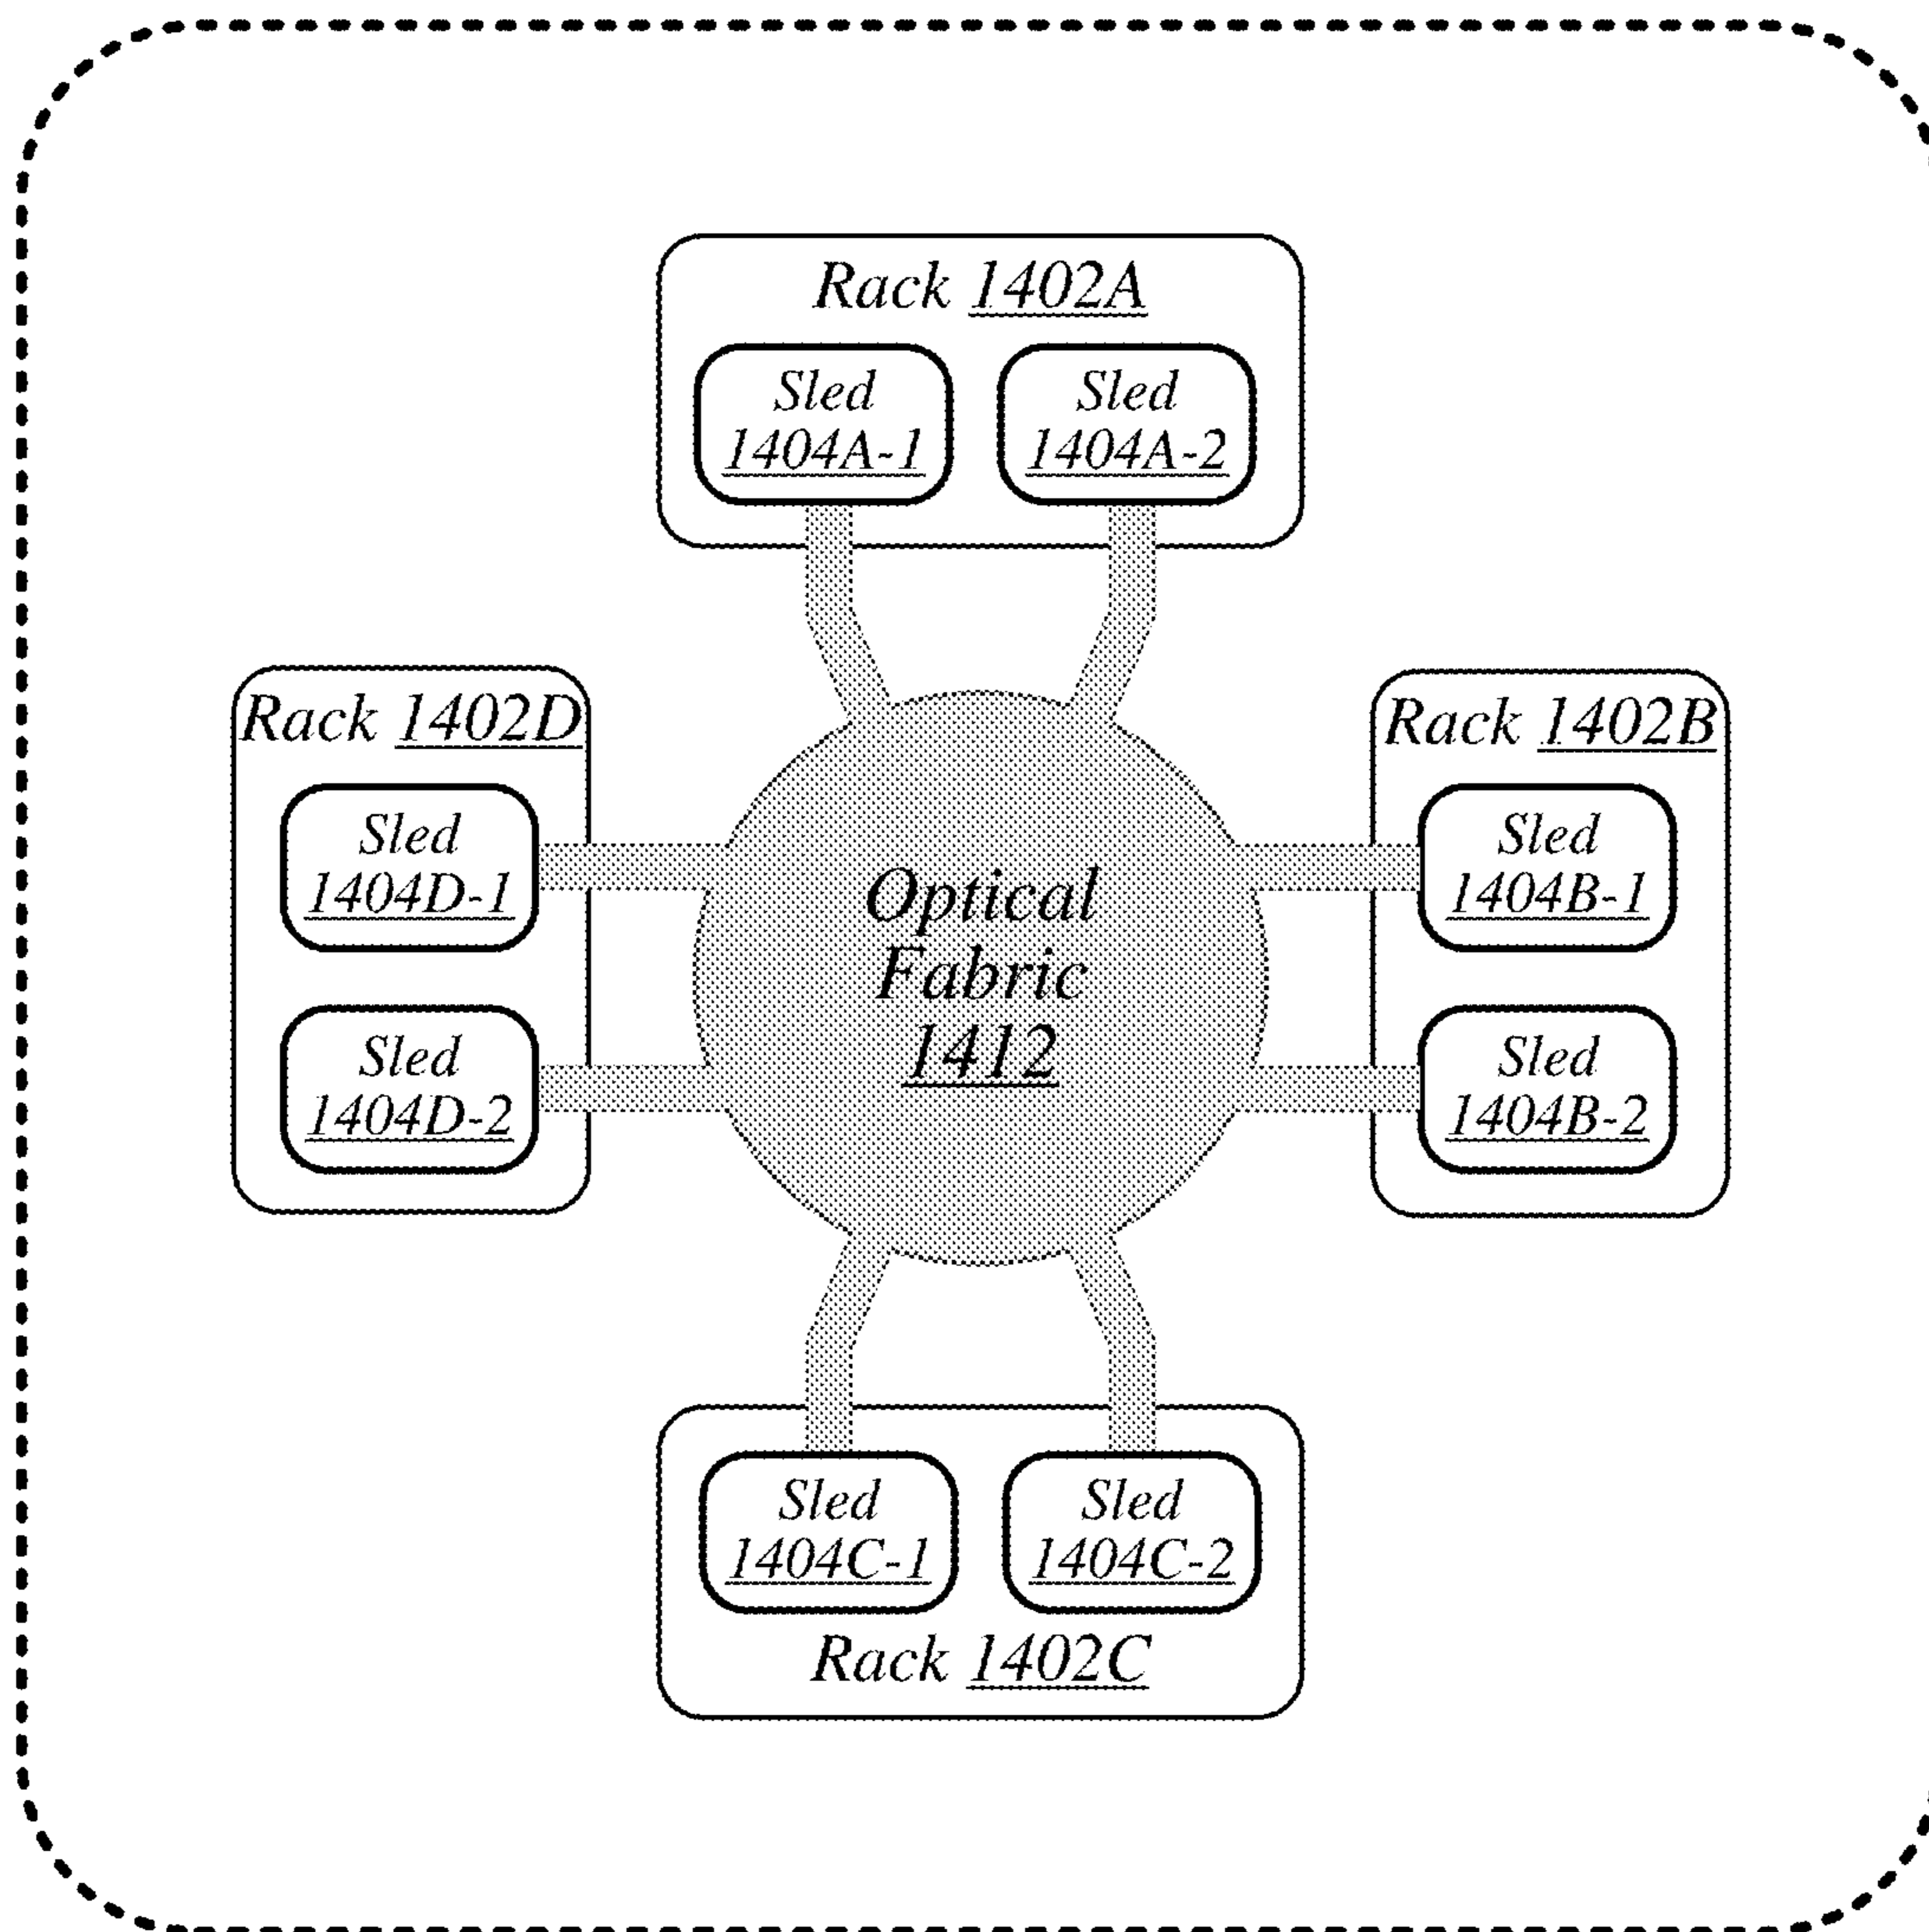 Rack 1402A
Sled
1404A-1
Sled
1404A-2
Rack 1402D
Sled
1404D-1
Sled
1404D-2
Optical
Fabric
1412
Rack 1402B
Sled
1404B-1
Sled
1404B-2
Sled
1404C-1
Sled
1404C-2
Rack 1402C